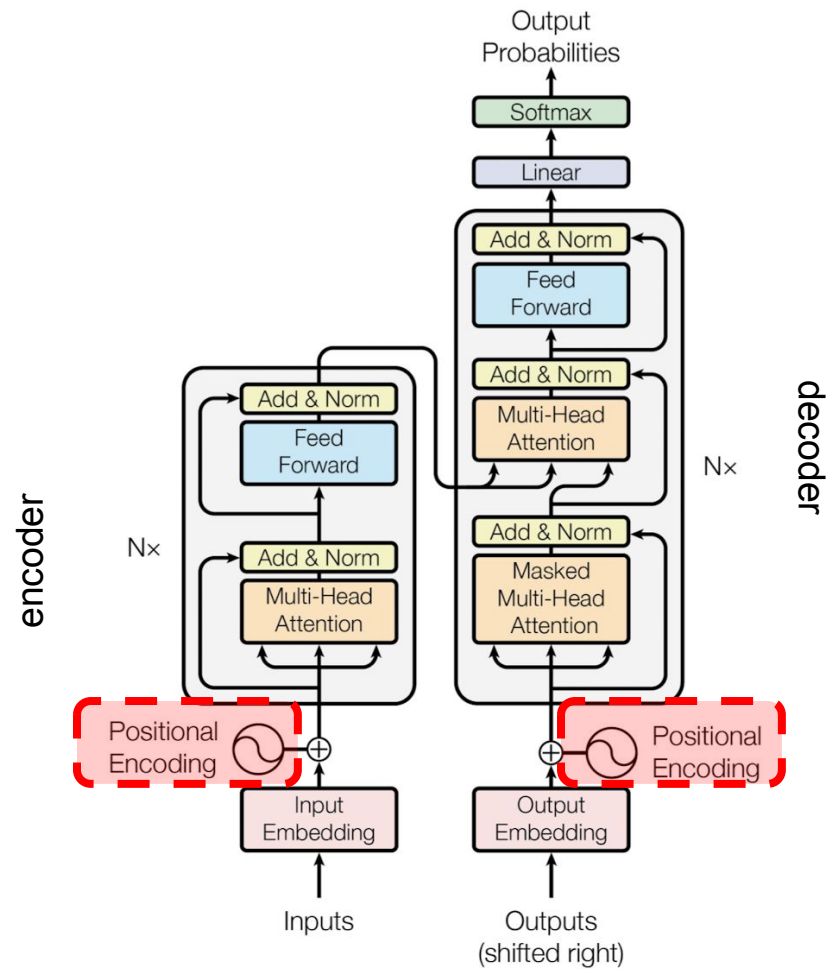 Output
Probabilities
Softmax
Linear
Add & Norm
Feed
Forward
Add & Norm
Multi-Head
Attention
Add & Norm
Masked
Multi-Head
Attention
Nx
decoder
Add & Norm
Feed
Forward
Add & Norm
Multi-Head
Attention
Nx
encoder
Positional
Encoding
Positional
Encoding
Input
Embedding
Output
Embedding
Inputs
Outputs
(shifted right)